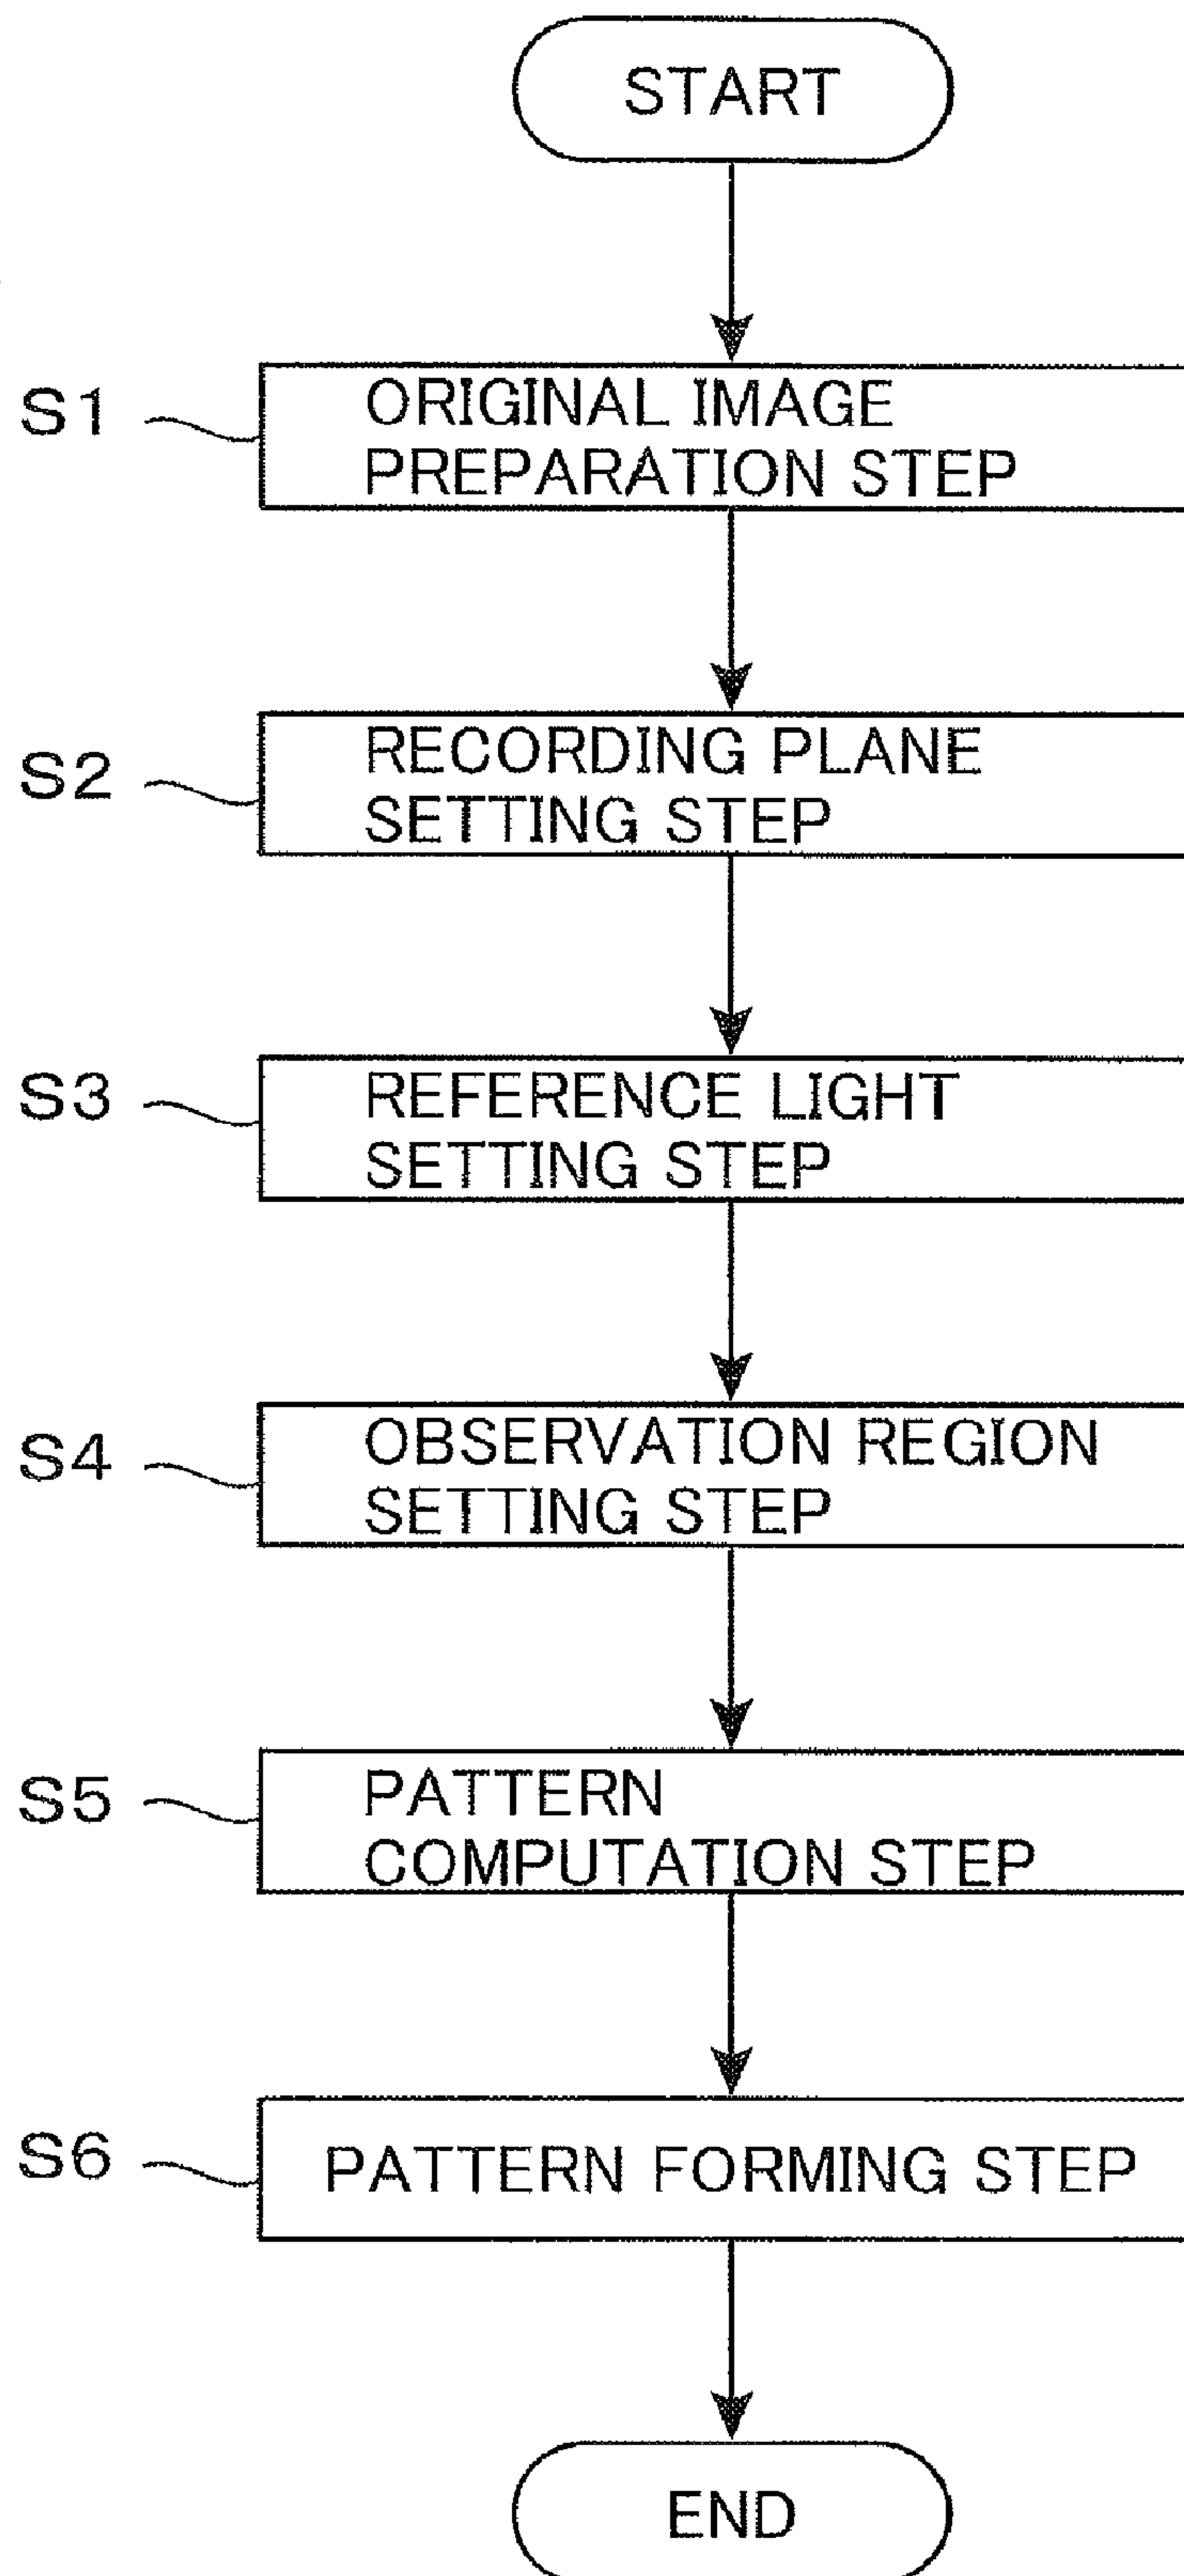 START
S1
ORIGINAL IMAGE
PREPARATION STEP
S2
RECORDING PLANE
SETTING STEP
S3
REFERENCE LIGHT
SETTING STEP
S4
OBSERVATION REGION
SETTING STEP
S5
PATTERN
COMPUTATION STEP
S6
PATTERN FORMING STEP
END